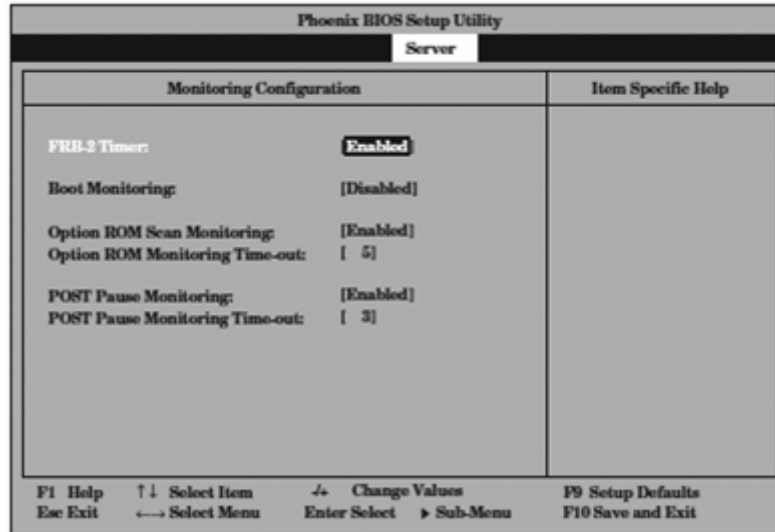 Phoenix BIOS Setup Utility
Server
Monitoring Configuration
Item Specific Help
FRB-2 Timer: [Enabled]
Boot Monitoring: [Disabled]
Option ROM Scan Monitoring: [Enabled]
Option ROM Monitoring Time-out: [ 5]
POST Pause Monitoring: [Enabled]
POST Pause Monitoring Time-out: [ 3]
F1 Help ↑↓ Select Item -/+ Change Values F9 Setup Defaults
Esc Exit ←→ Select Menu Enter Select ▶ Sub-Menu F10 Save and Exit